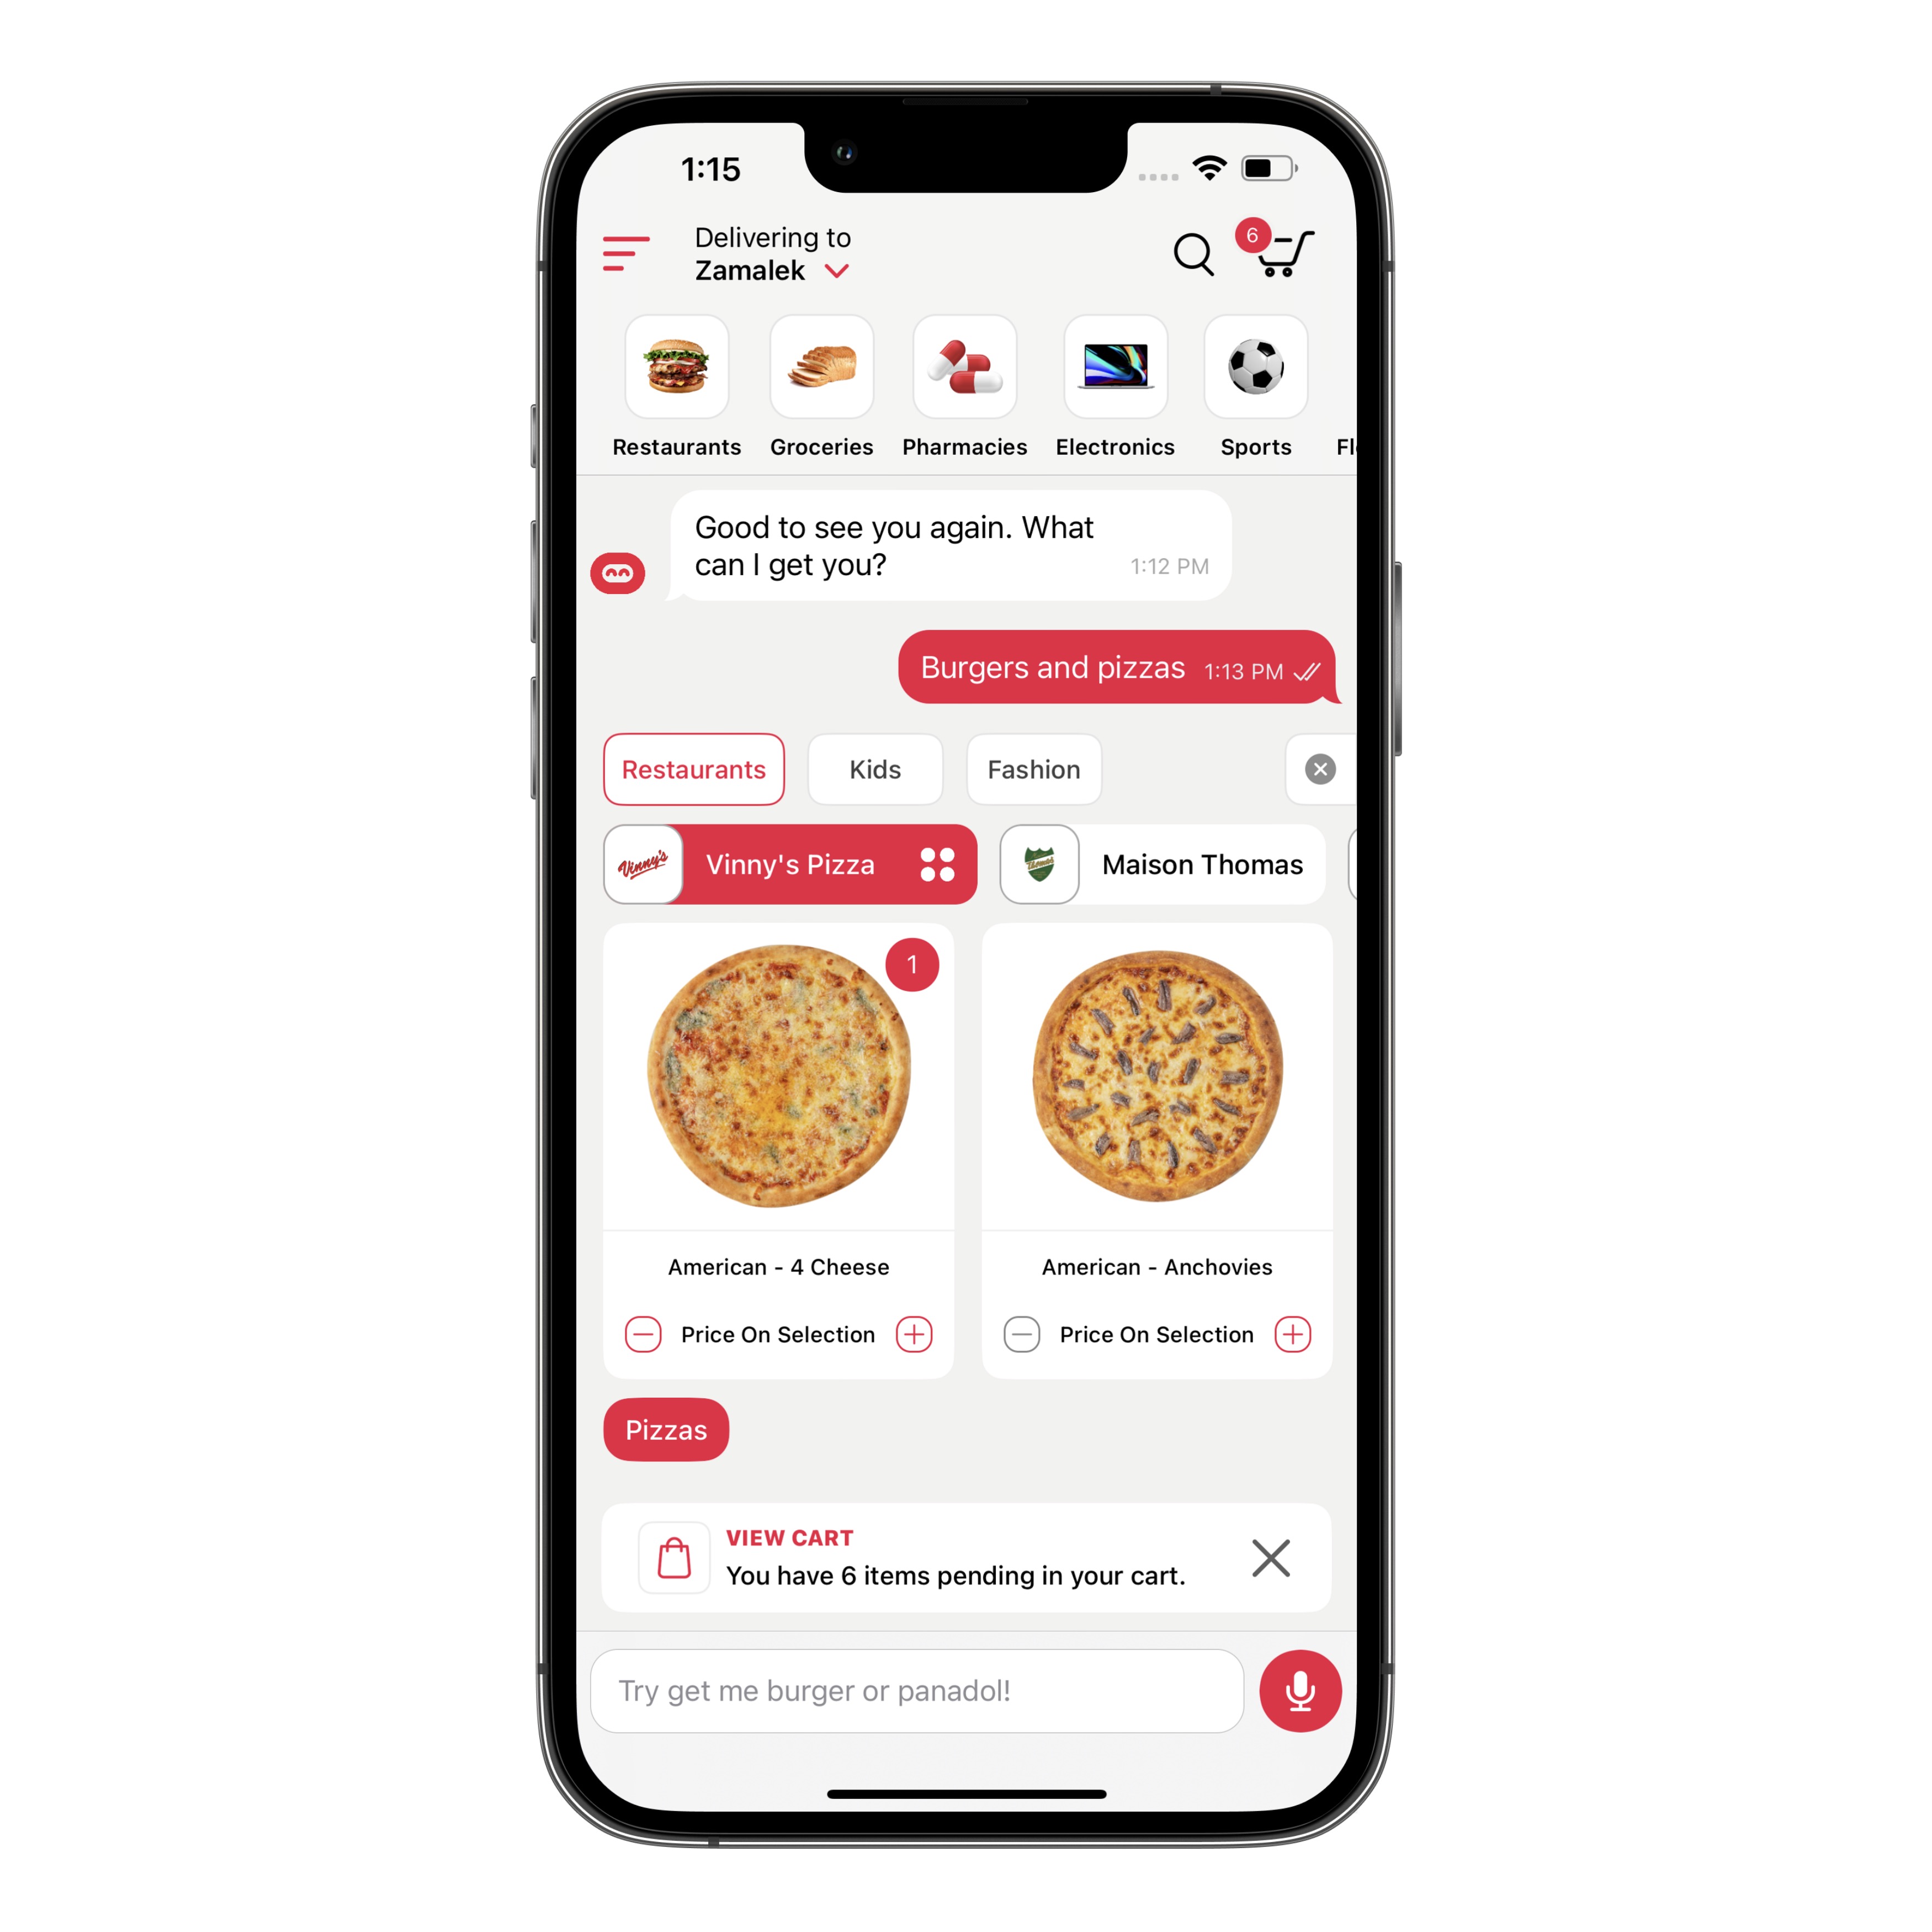 1:15
Delivering to
Zamalek
6
Restaurants
Groceries
Pharmacies
Electronics
Sports
Good to see you again. What
can I get you?
1:12 PM
Burgers and pizzas 1:13 PM
Restaurants
Kids
Fashion
Vinny's
Vinny's Pizza
Thomas
Maison Thomas
1
American - 4 Cheese
American - Anchovies
Price On Selection
Price On Selection
Pizzas
VIEW CART
You have 6 items pending in your cart.
Try get me burger or panadol!